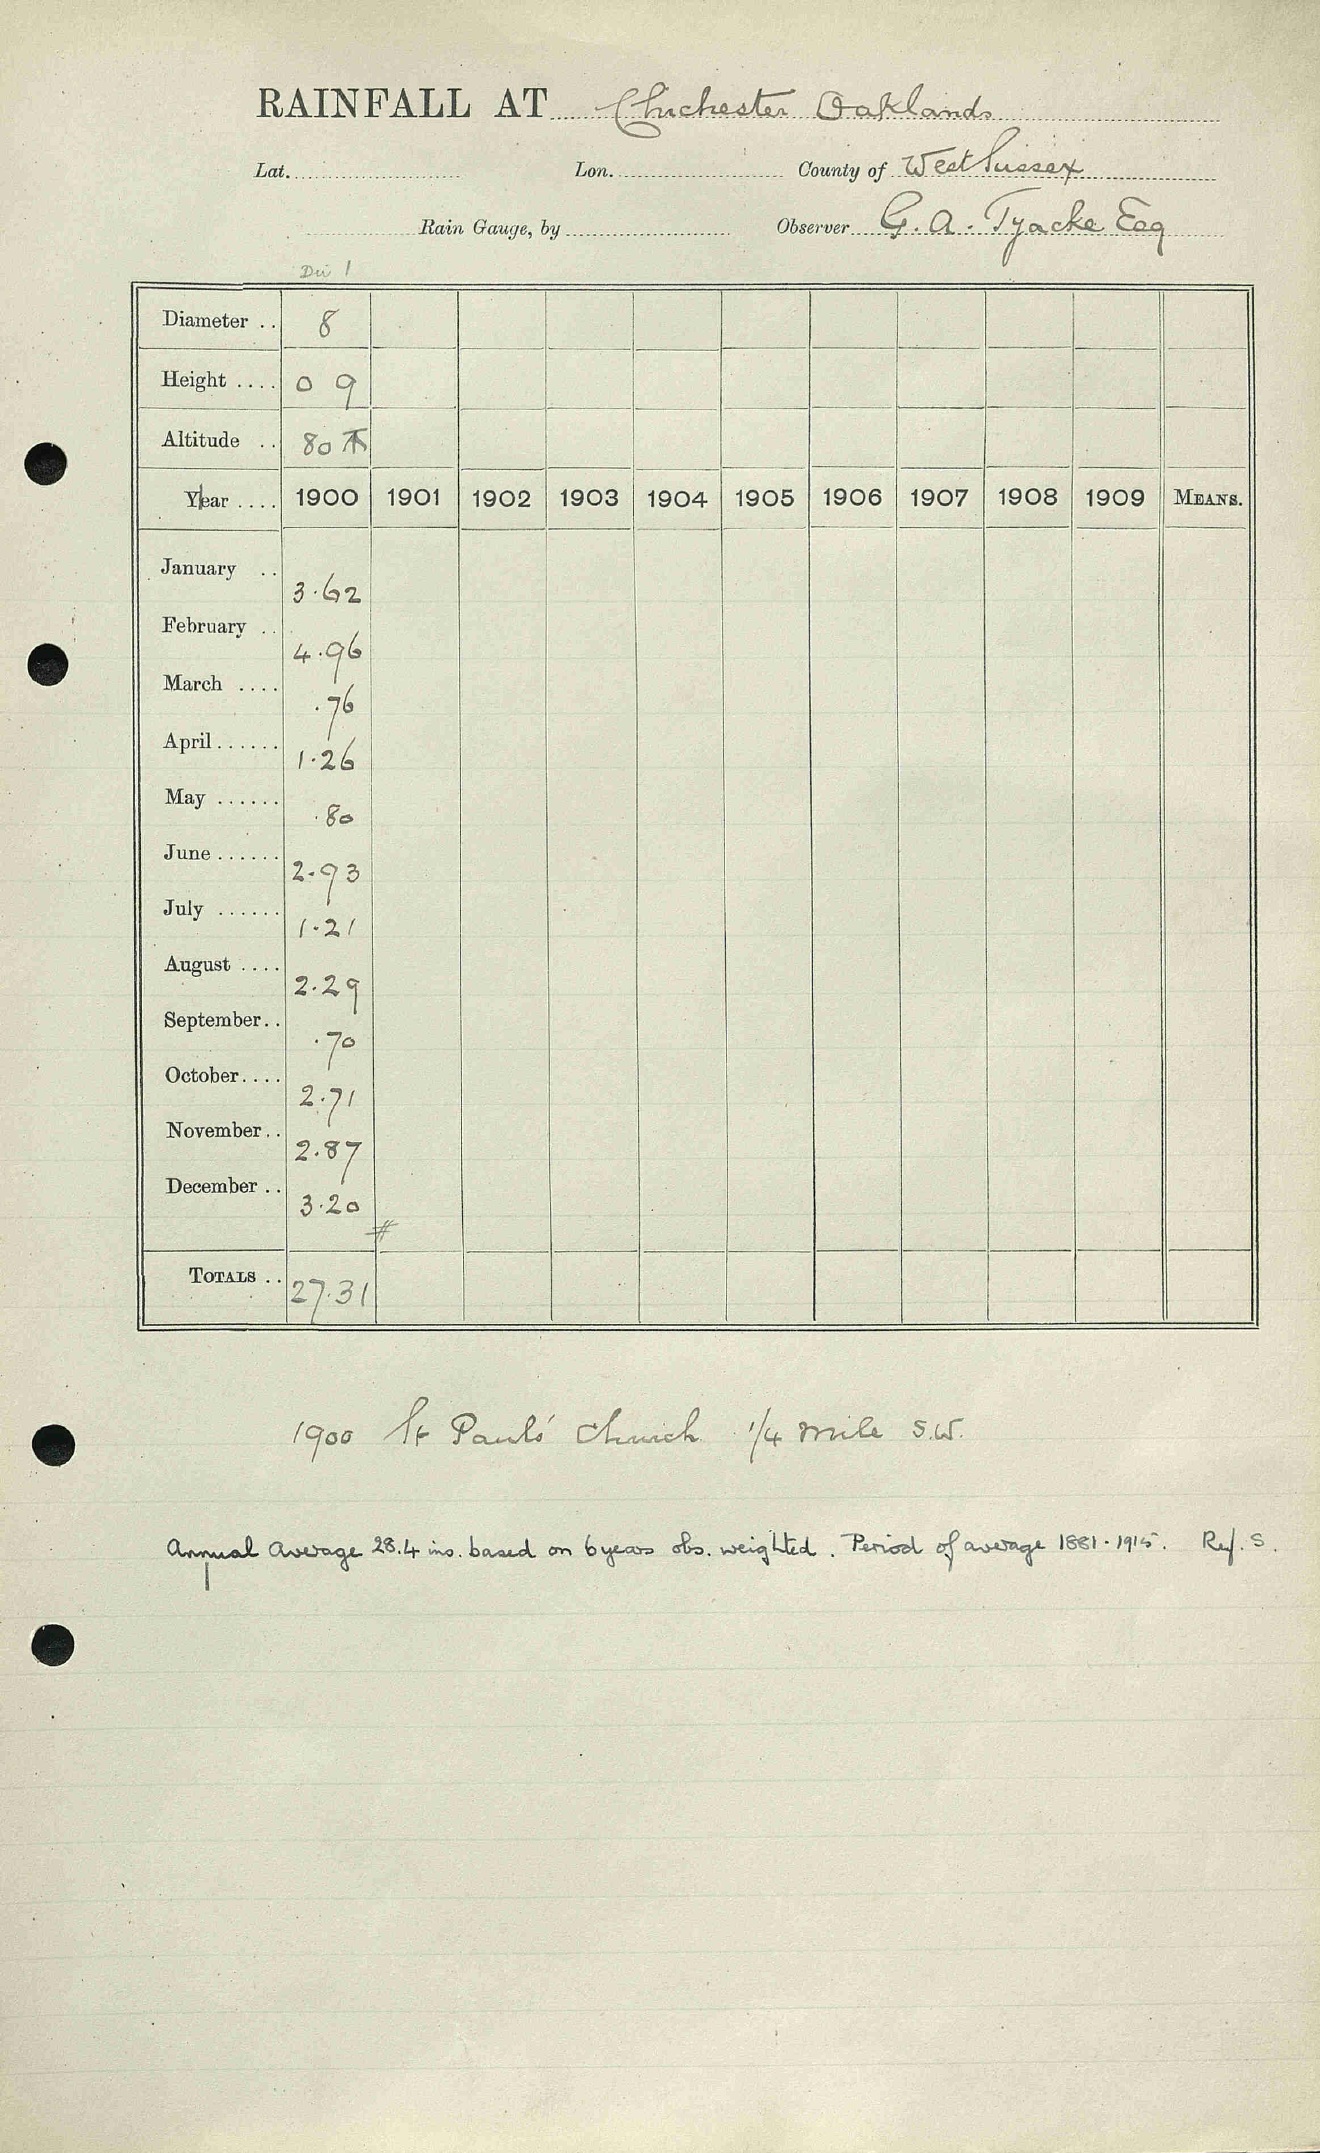 RAINFALL AT Chichester Oaklands
Lat. Lon. County of West Sussex
Rain Gauge, by Observer G. A. Tyacke Esq
Div 1
Diameter .. 8
Height .... 0 9
Altitude .. 80
Year .... 1900 1901 1902 1903 1904 1905 1906 1907 1908 1909 MEANS.
January .. 3.62
February .. 4.96
March .... .76
April ...... 1.26
May ...... .80
June ...... 2.93
July ...... 1.21
August .... 2.29
September .. .70
October .... 2.71
November .. 2.87
December .. 3.20
#
TOTALS .. 27.31
1900 St Pauls' Church 1/4 mile S.W.
Annual Average 28.4 ins. based on 6 years obs. weighted. Period of average 1881-1915. Ref. S.